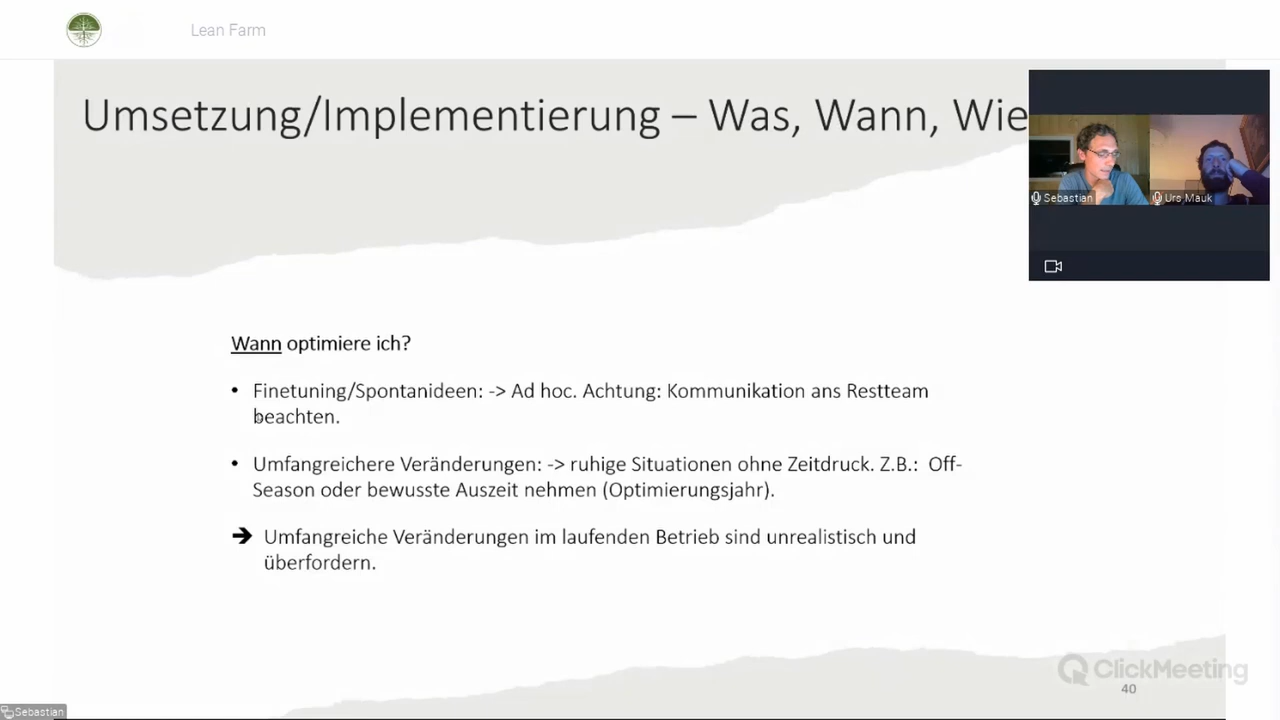 Lean Farm
Umsetzung/Implementierung – Was, Wann, Wie
Sebastian
Urs Mauk
Wann optimiere ich?
• Finetuning/Spontanideen: -> Ad hoc. Achtung: Kommunikation ans Restteam
beachten.
• Umfangreichere Veränderungen: -> ruhige Situationen ohne Zeitdruck. Z.B.: Off-
Season oder bewusste Auszeit nehmen (Optimierungsjahr).
➔ Umfangreiche Veränderungen im laufenden Betrieb sind unrealistisch und
überfordern.
ClickMeeting
40
Sebastian